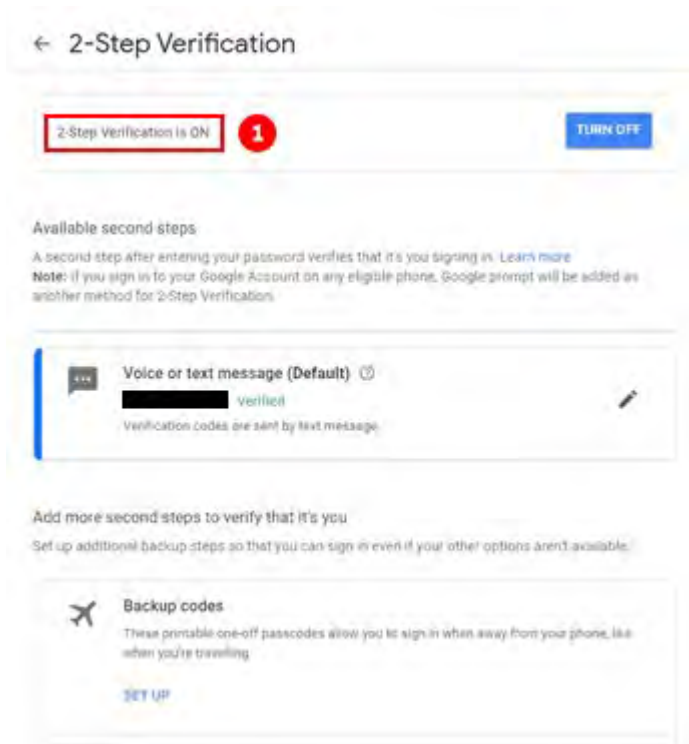 ← 2-Step Verification
2-Step Verification is ON
1
TURN OFF
Available second steps
A second step after entering your password verifies that it's you signing in. Learn more
Note: If you sign in to your Google Account on any eligible phone, Google prompt will be added as
another method for 2-Step Verification.
Voice or text message (Default) ?
Verified
Verification codes are sent by text message.
Add more second steps to verify that it's you
Set up additional backup steps so that you can sign in even if your other options aren't available.
Backup codes
These printable one-off passcodes allow you to sign in when away from your phone, like
when you're travelling.
SET UP